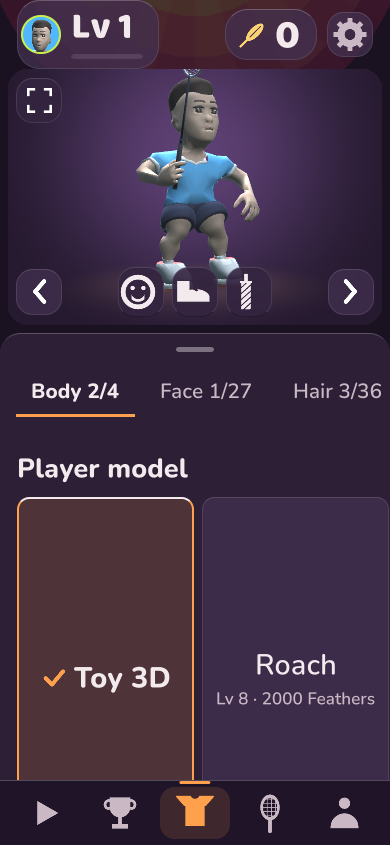 Lv 1
0
Body 2/4
Face 1/27
Hair 3/36
Player model
Toy 3D
Roach
Lv 8 · 2000 Feathers